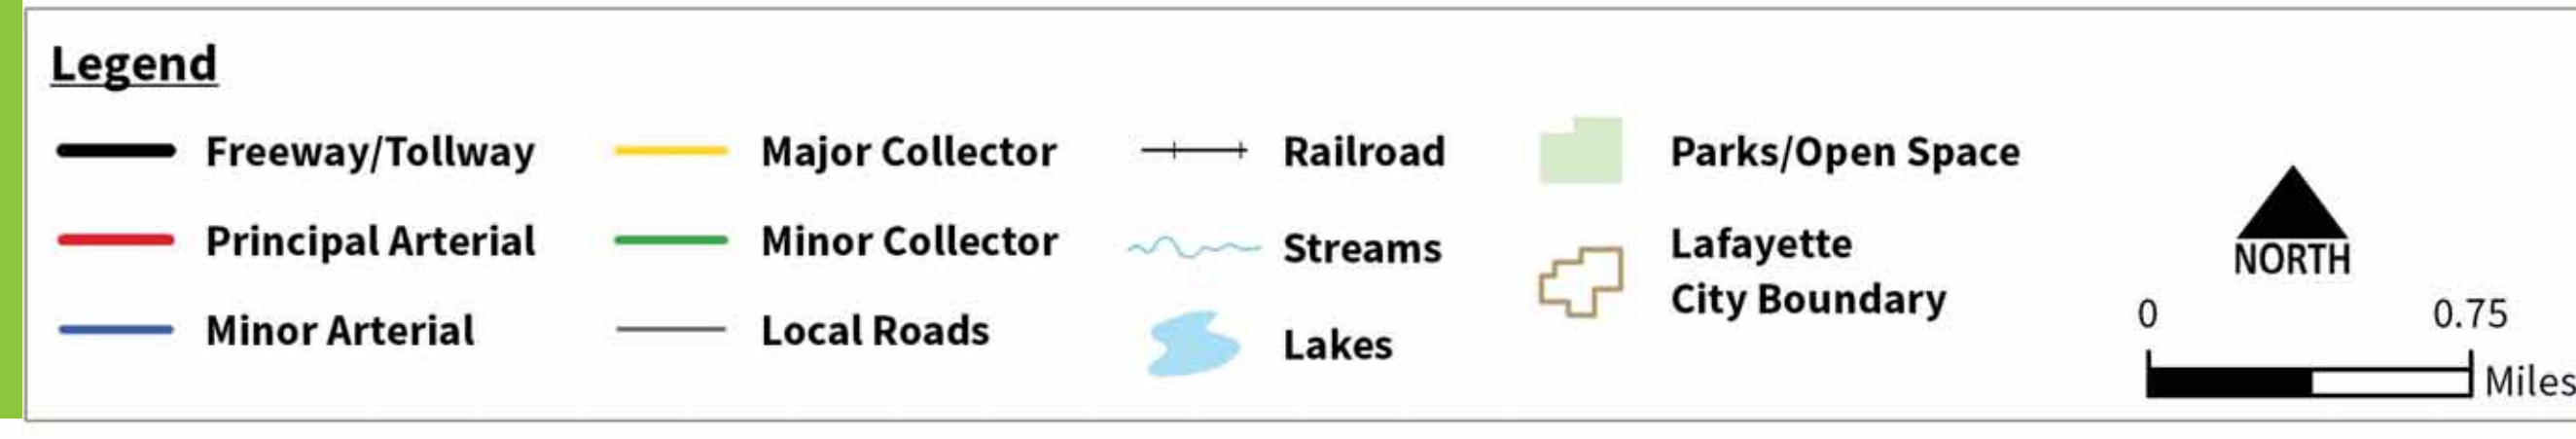 Legend
Freeway/Tollway
Principal Arterial
Minor Arterial
Major Collector
Minor Collector
Local Roads
Railroad
Streams
Lakes
Parks/Open Space
Lafayette
City Boundary
NORTH
0 0.75
Miles